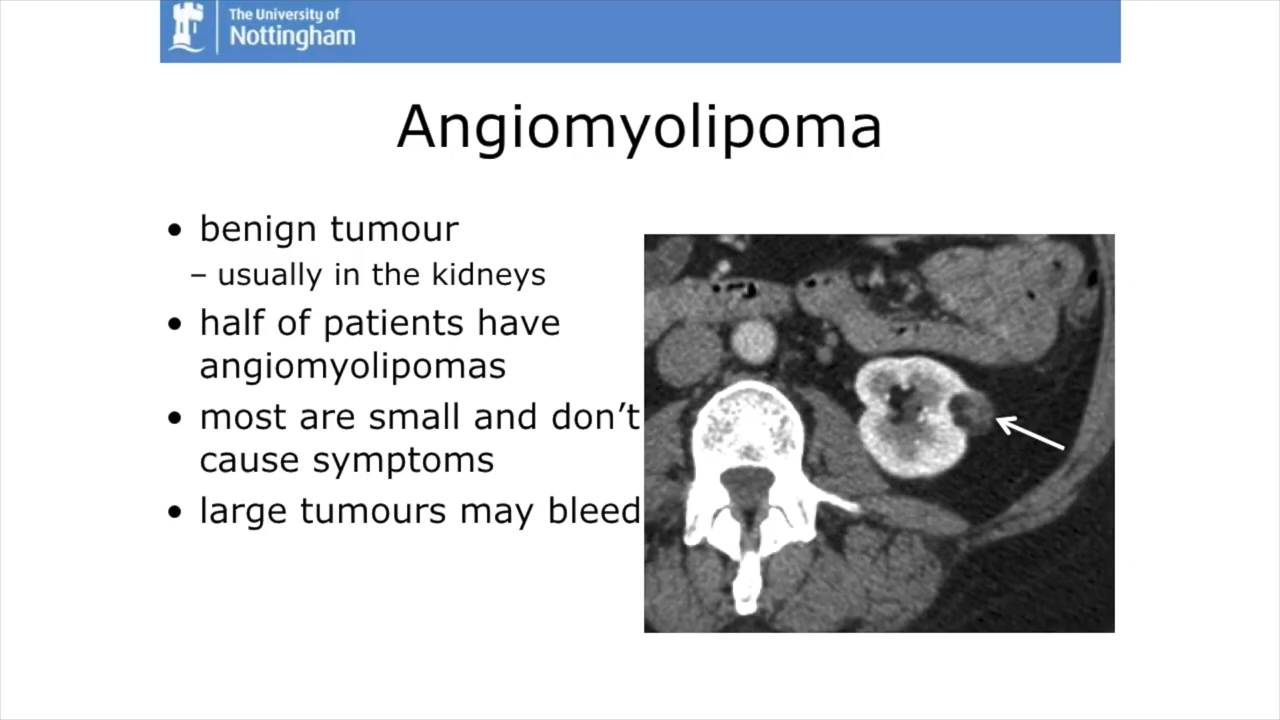 The University of
Nottingham
Angiomyolipoma
• benign tumour
– usually in the kidneys
• half of patients have
angiomyolipomas
• most are small and don’t
cause symptoms
• large tumours may bleed